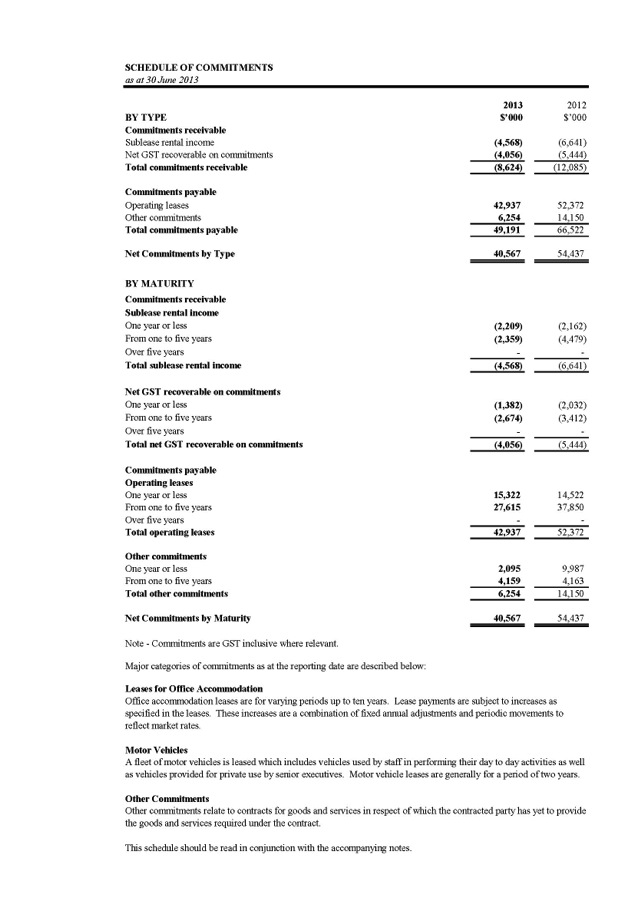 SCHEDULE OF COMMITMENTS
as at 30 June 2013
2013 2012
BY TYPE $'000 $'000
Commitments receivable
Sublease rental income (4,568) (6,641)
Net GST recoverable on commitments (4,056) (5,444)
Total commitments receivable (8,624) (12,085)
Commitments payable
Operating leases 42,937 52,372
Other commitments 6,254 14,150
Total commitments payable 49,191 66,522
Net Commitments by Type 40,567 54,437
BY MATURITY
Commitments receivable
Sublease rental income
One year or less (2,209) (2,162)
From one to five years (2,359) (4,479)
Over five years - -
Total sublease rental income (4,568) (6,641)
Net GST recoverable on commitments
One year or less (1,382) (2,032)
From one to five years (2,674) (3,412)
Over five years - -
Total net GST recoverable on commitments (4,056) (5,444)
Commitments payable
Operating leases
One year or less 15,322 14,522
From one to five years 27,615 37,850
Over five years - -
Total operating leases 42,937 52,372
Other commitments
One year or less 2,095 9,987
From one to five years 4,159 4,163
Total other commitments 6,254 14,150
Net Commitments by Maturity 40,567 54,437
Note - Commitments are GST inclusive where relevant.
Major categories of commitments as at the reporting date are described below:
Leases for Office Accommodation
Office accommodation leases are for varying periods up to ten years. Lease payments are subject to increases as
specified in the leases. These increases are a combination of fixed annual adjustments and periodic movements to
reflect market rates.
Motor Vehicles
A fleet of motor vehicles is leased which includes vehicles used by staff in performing their day to day activities as well
as vehicles provided for private use by senior executives. Motor vehicle leases are generally for a period of two years.
Other Commitments
Other commitments relate to contracts for goods and services in respect of which the contracted party has yet to provide
the goods and services required under the contract.
This schedule should be read in conjunction with the accompanying notes.